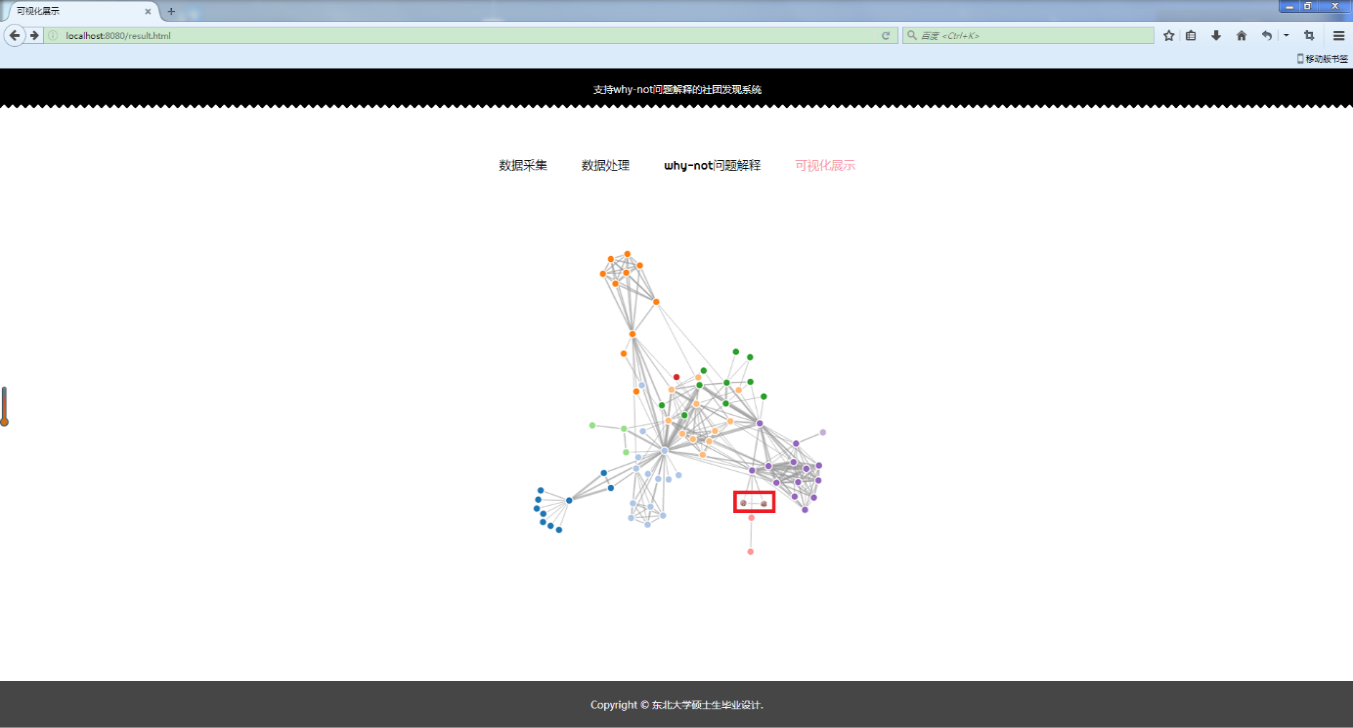 可视化展示
localhost:8080/result.html
百度 <Ctrl+K>
移动版书签
支持why-not问题解释的社团发现系统
数据采集 数据处理 why-not问题解释 可视化展示
Copyright © 东北大学硕士生毕业设计.